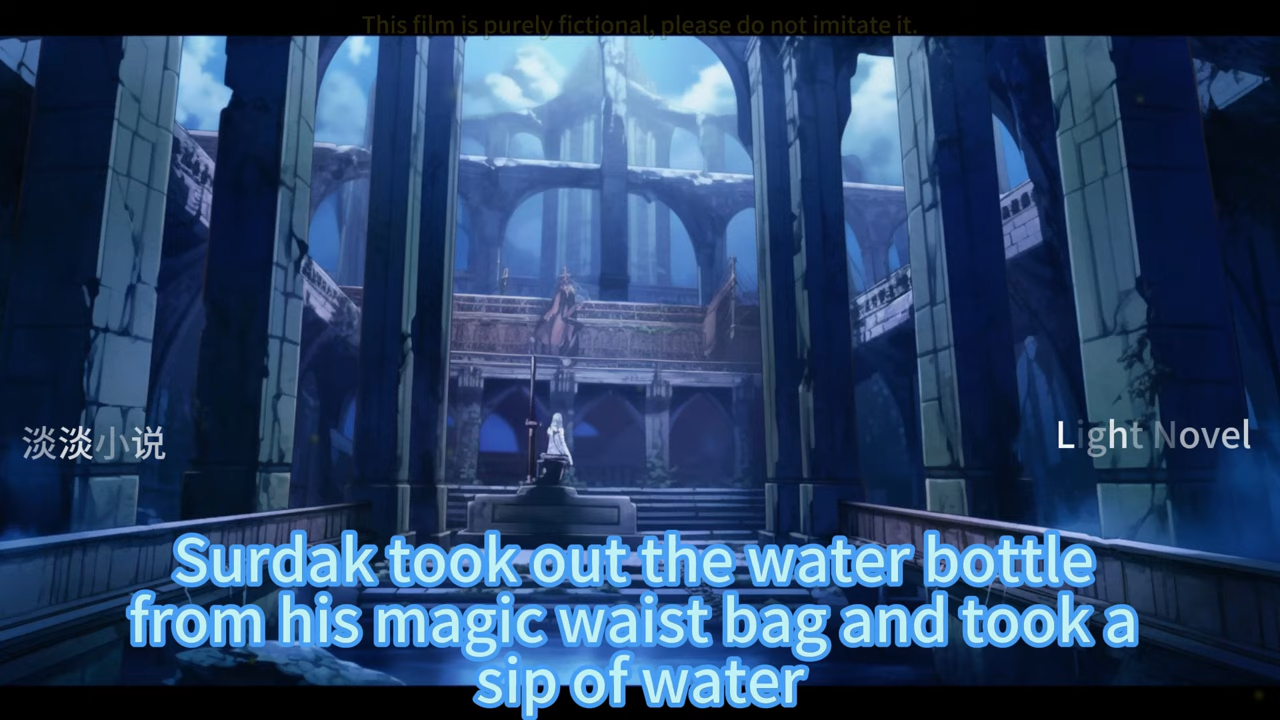 This film is purely fictional, please do not imitate it.
淡淡小说
Light Novel
Surdak took out the water bottle
from his magic waist bag and took a
sip of water